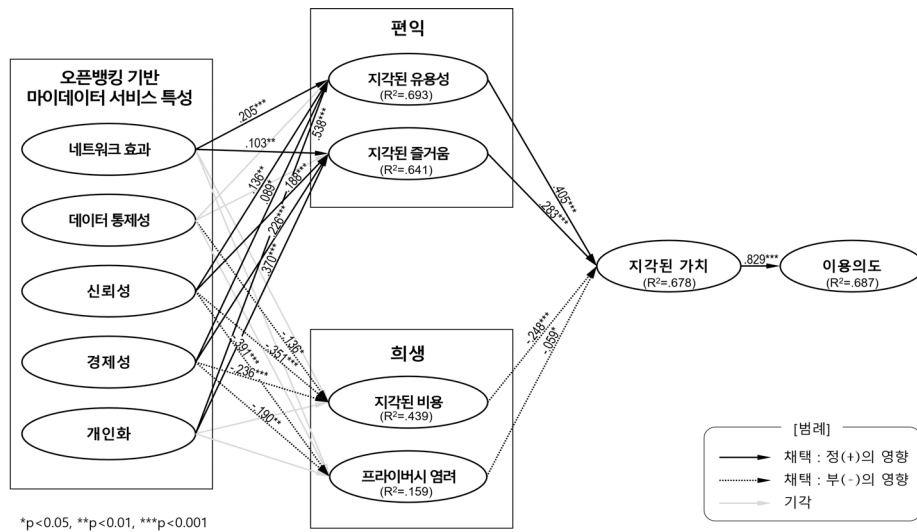 편익
오픈뱅킹 기반
마이데이터 서비스 특성
지각된 유용성
(R²=.693)
.205***
.538***
네트워크 효과
.103**
지각된 즐거움
(R²=.641)
.136**
.089*
.188***
.405***
.283***
데이터 통제성
.226***
.370***
신뢰성
지각된 가치
(R²=.678)
.829***
이용의도
(R²=.687)
-.136*
-.351***
.391***
-.236***
-.248***
-.059*
희생
경제성
-.190**
지각된 비용
(R²=.439)
개인화
프라이버시 염려
(R²=.159)
[범례]
채택 : 정(+)의 영향
채택 : 부(-)의 영향
기각
*p<0.05, **p<0.01, ***p<0.001